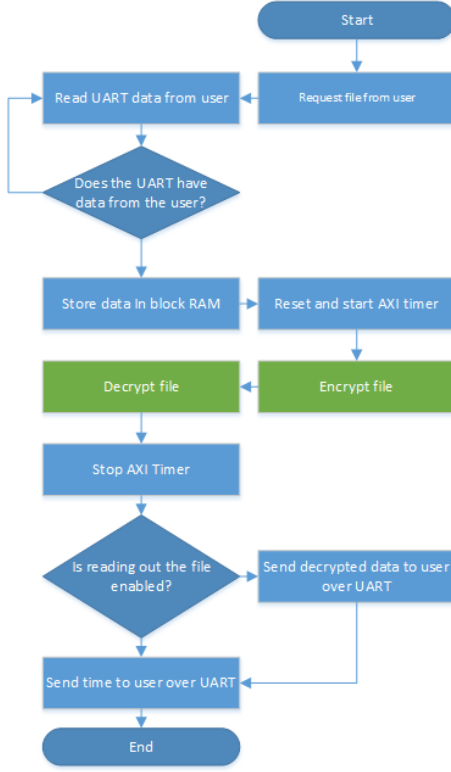 Start
Request file from user
Read UART data from user
Does the UART have
data from the user?
Store data In block RAM
Reset and start AXI timer
Encrypt file
Decrypt file
Stop AXI Timer
Is reading out the file
enabled?
Send decrypted data to user
over UART
Send time to user over UART
End